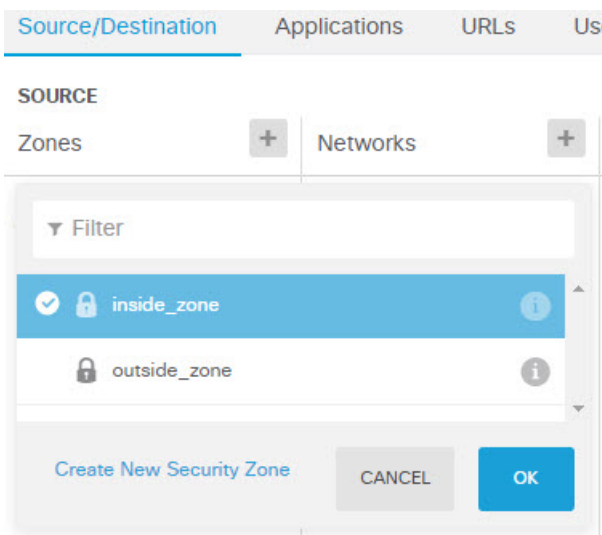 Source/Destination Applications URLs
SOURCE
Zones + Networks +
Filter
inside_zone i
outside_zone i
Create New Security Zone CANCEL OK